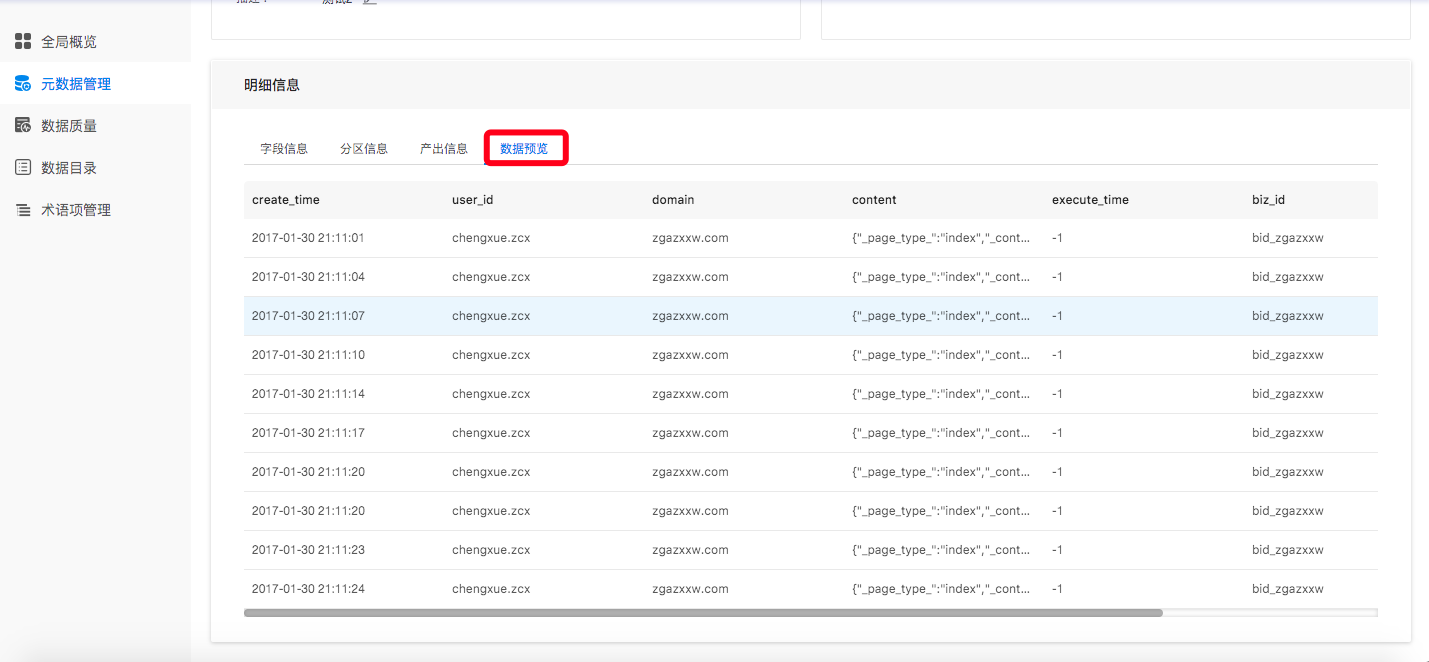 描述： 测试2
全局概览
元数据管理
数据质量
数据目录
术语项管理
明细信息
字段信息 分区信息 产出信息 数据预览
create_time user_id domain content execute_time biz_id
2017-01-30 21:11:01 chengxue.zcx zgazxxw.com {"_page_type_":"index","_cont... -1 bid_zgazxxw
2017-01-30 21:11:04 chengxue.zcx zgazxxw.com {"_page_type_":"index","_cont... -1 bid_zgazxxw
2017-01-30 21:11:07 chengxue.zcx zgazxxw.com {"_page_type_":"index","_cont... -1 bid_zgazxxw
2017-01-30 21:11:10 chengxue.zcx zgazxxw.com {"_page_type_":"index","_cont... -1 bid_zgazxxw
2017-01-30 21:11:14 chengxue.zcx zgazxxw.com {"_page_type_":"index","_cont... -1 bid_zgazxxw
2017-01-30 21:11:17 chengxue.zcx zgazxxw.com {"_page_type_":"index","_cont... -1 bid_zgazxxw
2017-01-30 21:11:20 chengxue.zcx zgazxxw.com {"_page_type_":"index","_cont... -1 bid_zgazxxw
2017-01-30 21:11:20 chengxue.zcx zgazxxw.com {"_page_type_":"index","_cont... -1 bid_zgazxxw
2017-01-30 21:11:23 chengxue.zcx zgazxxw.com {"_page_type_":"index","_cont... -1 bid_zgazxxw
2017-01-30 21:11:24 chengxue.zcx zgazxxw.com {"_page_type_":"index","_cont... -1 bid_zgazxxw